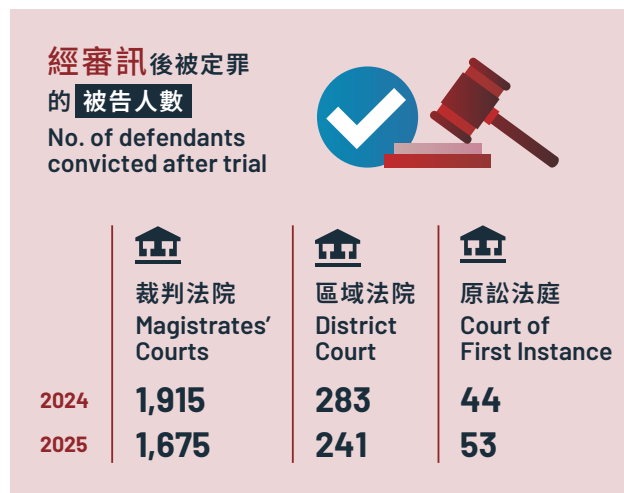 經審訊後被定罪
的 被告人數
No. of defendants
convicted after trial
裁判法院
Magistrates’
Courts
區域法院
District
Court
原訟法庭
Court of
First Instance
2024 1,915 283 44
2025 1,675 241 53